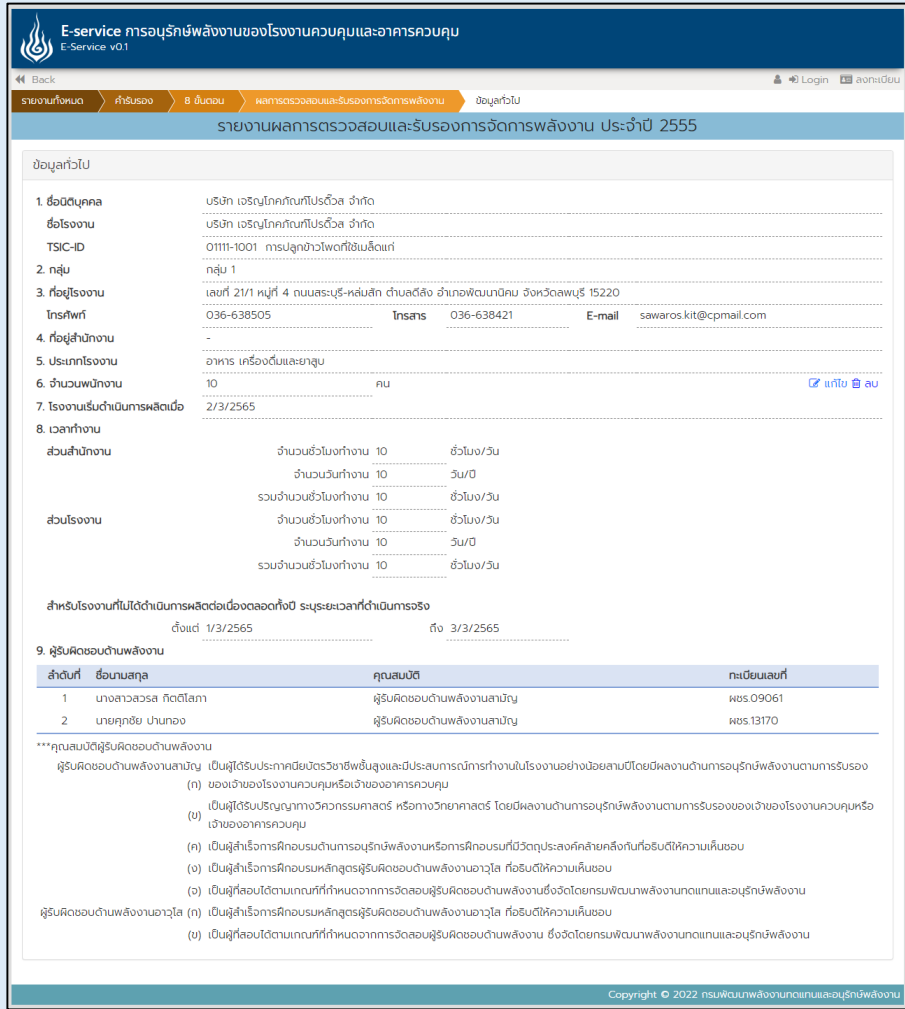 E-service การอนุรักษ์พลังงานของโรงงานควบคุมและอาคารควบคุม
E-Service v0.1
Back Login ลงทะเบียน
รายงานทั้งหมด คำรับรอง 8 ขั้นตอน ผลการตรวจสอบและรับรองการจัดการพลังงาน ข้อมูลทั่วไป
รายงานผลการตรวจสอบและรับรองการจัดการพลังงาน ประจำปี 2555
ข้อมูลทั่วไป
1. ชื่อนิติบุคคล บริษัท เจริญโภคภัณฑ์โปรดิ๊วส จำกัด
ชื่อโรงงาน บริษัท เจริญโภคภัณฑ์โปรดิ๊วส จำกัด
TSIC-ID 01111-1001 การปลูกข้าวโพดที่ใช้เมล็ดแก่
2. กลุ่ม กลุ่ม 1
3. ที่อยู่โรงงาน เลขที่ 21/1 หมู่ที่ 4 ถนนสระบุรี-หล่มสัก ตำบลดีลัง อำเภอพัฒนานิคม จังหวัดลพบุรี 15220
โทรศัพท์ 036-638505 โทรสาร 036-638421 E-mail sawaros.kit@cpmail.com
4. ที่อยู่สำนักงาน -
5. ประเภทโรงงาน อาหาร เครื่องดื่มและยาสูบ
6. จำนวนพนักงาน 10 คน แก้ไข ลบ
7. โรงงานเริ่มดำเนินการผลิตเมื่อ 2/3/2565
8. เวลาทำงาน
ส่วนสำนักงาน จำนวนชั่วโมงทำงาน 10 ชั่วโมง/วัน
จำนวนวันทำงาน 10 วัน/ปี
รวมจำนวนชั่วโมงทำงาน 10 ชั่วโมง/วัน
ส่วนโรงงาน จำนวนชั่วโมงทำงาน 10 ชั่วโมง/วัน
จำนวนวันทำงาน 10 วัน/ปี
รวมจำนวนชั่วโมงทำงาน 10 ชั่วโมง/วัน
สำหรับโรงงานที่ไม่ได้ดำเนินการผลิตต่อเนื่องตลอดทั้งปี ระบุระยะเวลาที่ดำเนินการจริง
ตั้งแต่ 1/3/2565 ถึง 3/3/2565
9. ผู้รับผิดชอบด้านพลังงาน
ลำดับที่ ชื่อนามสกุล คุณสมบัติ ทะเบียนเลขที่
1 นางสาวสวรส กิตติโสภา ผู้รับผิดชอบด้านพลังงานสามัญ ผชร.09061
2 นายศุภชัย ปานทอง ผู้รับผิดชอบด้านพลังงานสามัญ ผชร.13170
***คุณสมบัติผู้รับผิดชอบด้านพลังงาน
ผู้รับผิดชอบด้านพลังงานสามัญ เป็นผู้ได้รับประกาศนียบัตรวิชาชีพชั้นสูงและมีประสบการณ์การทำงานในโรงงานอย่างน้อยสามปีโดยมีผลงานด้านการอนุรักษ์พลังงานตามการรับรอง
(ก) ของเจ้าของโรงงานควบคุมหรือเจ้าของอาคารควบคุม
(ข) เป็นผู้ได้รับปริญญาทางวิศวกรรมศาสตร์ หรือทางวิทยาศาสตร์ โดยมีผลงานด้านการอนุรักษ์พลังงานตามการรับรองของเจ้าของโรงงานควบคุมหรือ
เจ้าของอาคารควบคุม
(ค) เป็นผู้สำเร็จการฝึกอบรมด้านการอนุรักษ์พลังงานหรือการฝึกอบรมที่มีวัตถุประสงค์คล้ายคลึงกันที่อธิบดีให้ความเห็นชอบ
(ง) เป็นผู้สำเร็จการฝึกอบรมหลักสูตรผู้รับผิดชอบด้านพลังงานอาวุโส ที่อธิบดีให้ความเห็นชอบ
(จ) เป็นผู้ที่สอบได้ตามเกณฑ์ที่กำหนดจากการจัดสอบผู้รับผิดชอบด้านพลังงานซึ่งจัดโดยกรมพัฒนาพลังงานทดแทนและอนุรักษ์พลังงาน
ผู้รับผิดชอบด้านพลังงานอาวุโส (ก) เป็นผู้สำเร็จการฝึกอบรมหลักสูตรผู้รับผิดชอบด้านพลังงานอาวุโส ที่อธิบดีให้ความเห็นชอบ
(ข) เป็นผู้ที่สอบได้ตามเกณฑ์ที่กำหนดจากการจัดสอบผู้รับผิดชอบด้านพลังงาน ซึ่งจัดโดยกรมพัฒนาพลังงานทดแทนและอนุรักษ์พลังงาน
Copyright © 2022 กรมพัฒนาพลังงานทดแทนและอนุรักษ์พลังงาน